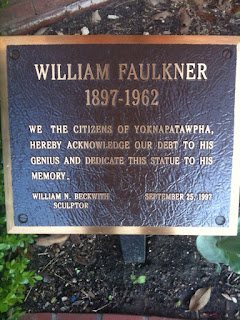 WILLIAM FAULKNER
1897-1962
WE THE CITIZENS OF YOKNAPATAWPHA,
HEREBY ACKNOWLEDGE OUR DEBT TO HIS
GENIUS AND DEDICATE THIS STATUE TO HIS
MEMORY.
WILLIAM N. BECKWITH SEPTEMBER 25, 1997
SCULPTOR